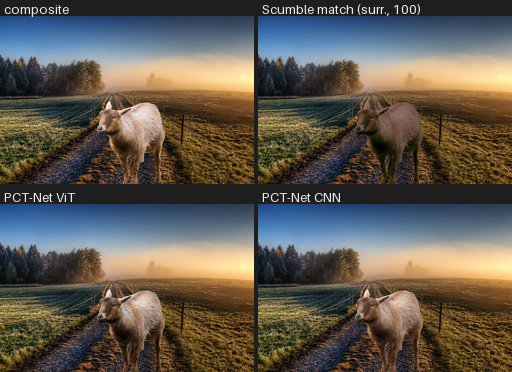 composite
Scumble match (surr., 100)
PCT-Net ViT
PCT-Net CNN